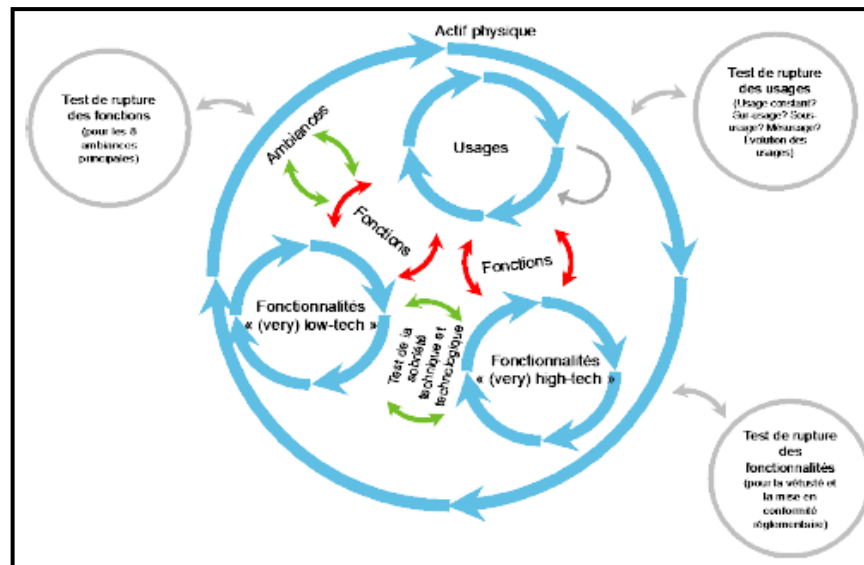 Actif physique
Test de rupture
des fonctions
(pour les 8
ambiances
principales)
Test de rupture
des usages
(Usage constant?
Sur-usage? Sous-
usage? Mésusage?
Évolution des
usages)
Ambiances
Usages
Fonctions
Fonctions
Fonctionnalités
« (very) low-tech »
Test de la
sobriété
technique et
technologique
Fonctionnalités
« (very) high-tech »
Test de rupture
des
fonctionnalités
(pour la vétusté et
la mise en
conformité
réglementaise)